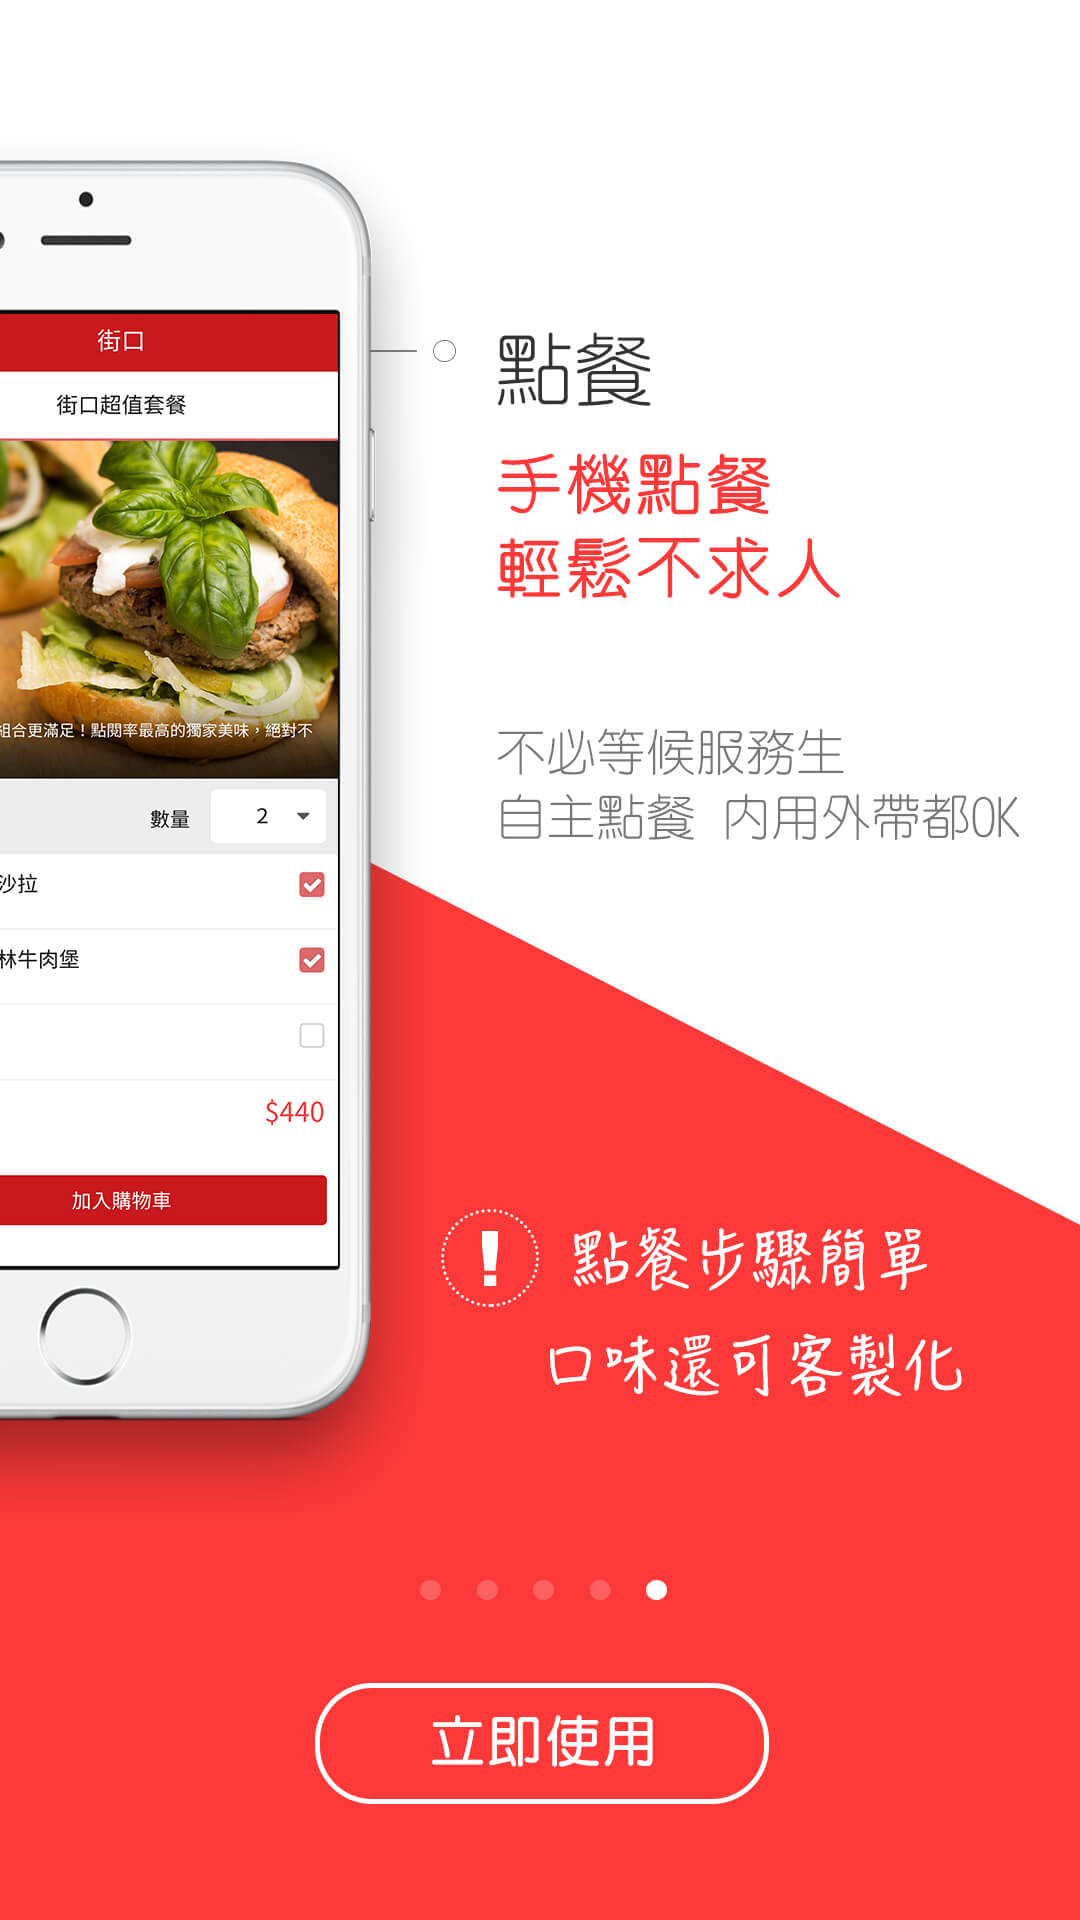 街口
街口超值套餐
組合更滿足！點閱率最高的獨家美味，絕對不
數量 2
沙拉
林牛肉堡
$440
加入購物車
點餐
手機點餐
輕鬆不求人
不必等候服務生
自主點餐 內用外帶都OK
! 點餐步驟簡單
口味還可客製化
立即使用